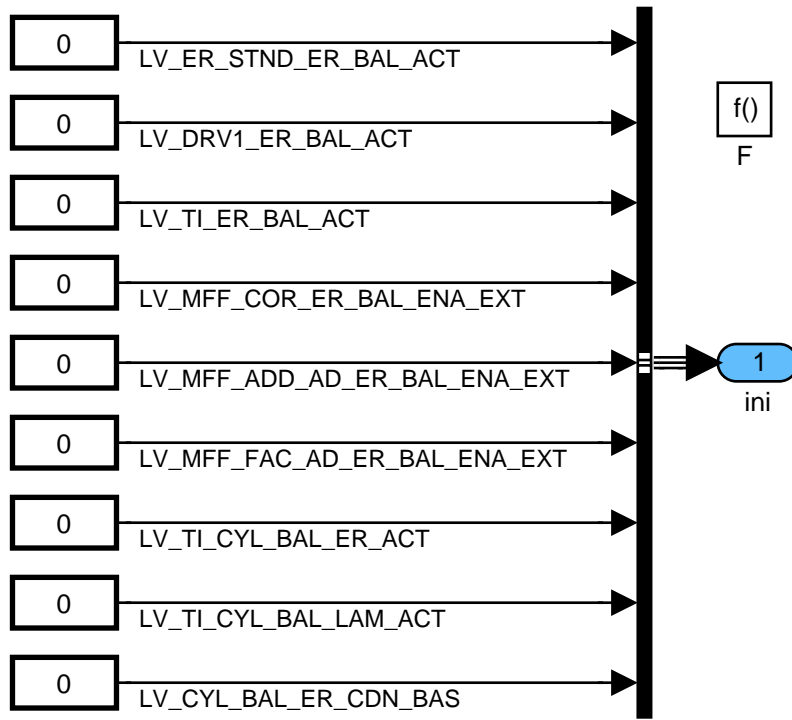 0
LV_ER_STND_ER_BAL_ACT
0
LV_DRV1_ER_BAL_ACT
f()
F
0
LV_TI_ER_BAL_ACT
0
LV_MFF_COR_ER_BAL_ENA_EXT
0
LV_MFF_ADD_AD_ER_BAL_ENA_EXT
1
ini
0
LV_MFF_FAC_AD_ER_BAL_ENA_EXT
0
LV_TI_CYL_BAL_ER_ACT
0
LV_TI_CYL_BAL_LAM_ACT
0
LV_CYL_BAL_ER_CDN_BAS